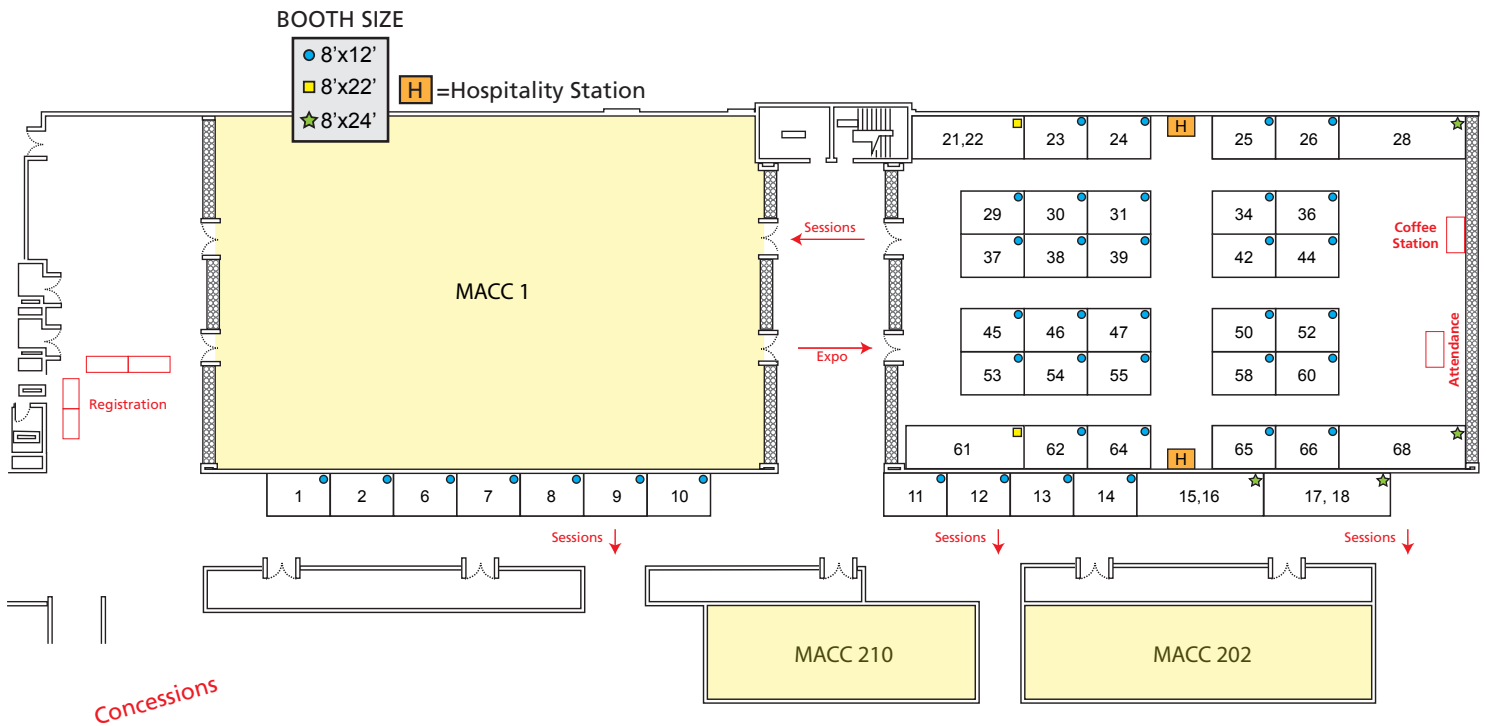 BOOTH SIZE
8’x12’
8’x22’
8’x24’
H =Hospitality Station
21,22 23 24 H 25 26 28
29 30 31 34 36
Sessions
Coffee
Station
37 38 39 42 44
MACC 1
45 46 47 50 52
Expo
Attendance
53 54 55 58 60
Registration
61 62 64 H 65 66 68
1 2 6 7 8 9 10 11 12 13 14 15,16 17, 18
Sessions Sessions Sessions
MACC 210 MACC 202
Concessions